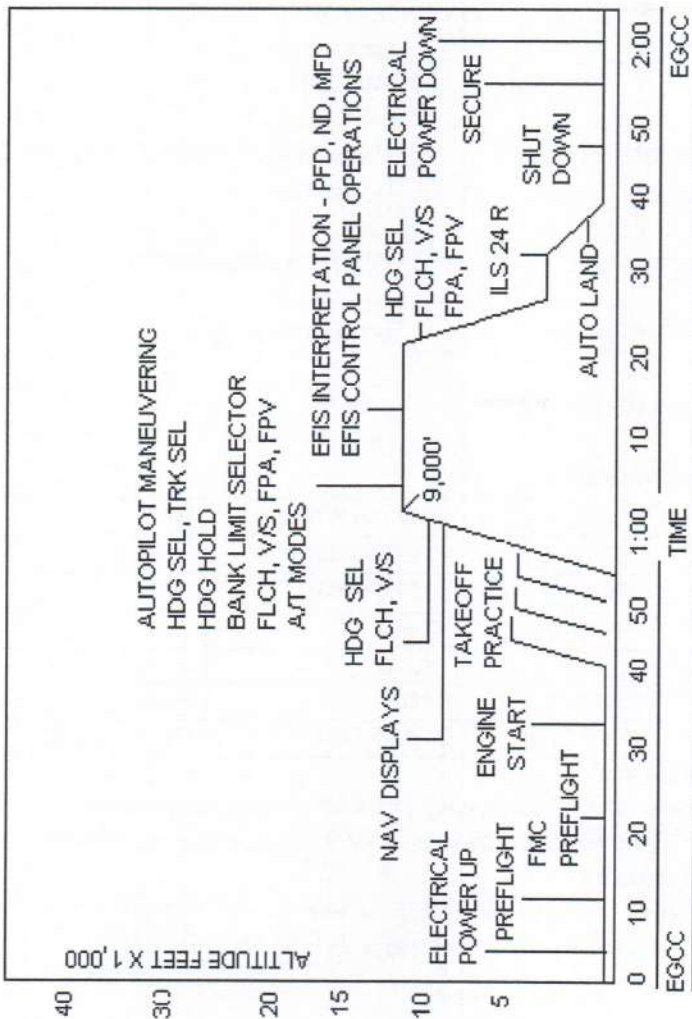 ALTITUDE FEET X 1,000
40
30
20
15
10
5
AUTOPILOT MANEUVERING
HDG SEL, TRK SEL
HDG HOLD
BANK LIMIT SELECTOR
FLCH, V/S, FPA, FPV
A/T MODES
EFIS INTERPRETATION - PFD, ND, MFD
EFIS CONTROL PANEL OPERATIONS
HDG SEL
FLCH, V/S
9,000'
HDG SEL
FLCH, V/S
FPA, FPV
ELECTRICAL
POWER DOWN
NAV DISPLAYS
TAKEOFF
PRACTICE
ILS 24 R
SECURE
ELECTRICAL
POWER UP
PREFLIGHT
FMC
PREFLIGHT
ENGINE
START
AUTO LAND
SHUT
DOWN
0 10 20 30 40 50 1:00 10 20 30 40 50 2:00
EGCC TIME EGCC